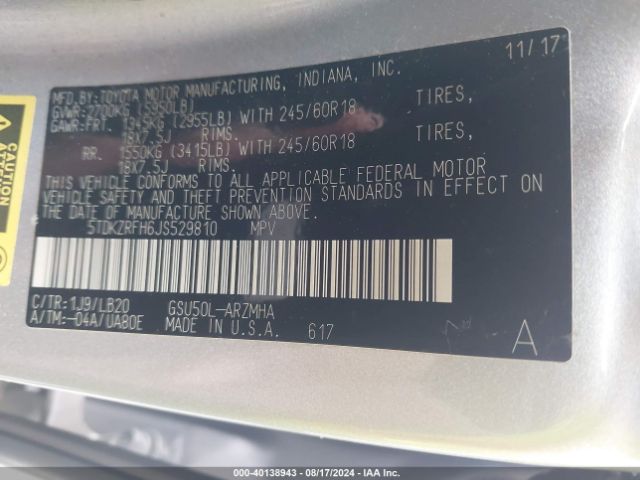 11/17
MFD. BY: TOYOTA MOTOR MANUFACTURING, INDIANA, INC.
GVWR: 2700KG (5950LB)
GAWR: FRT. 1345KG (2955LB) WITH 245/60R18 TIRES,
18X7.5J RIMS.
RR. 1550KG (3415LB) WITH 245/60R18 TIRES,
18X7.5J RIMS.
THIS VEHICLE CONFORMS TO ALL APPLICABLE FEDERAL MOTOR
VEHICLE SAFETY AND THEFT PREVENTION STANDARDS IN EFFECT ON
THE DATE OF MANUFACTURE SHOWN ABOVE.
5TDKZRFH6JS529810 MPV
C/TR: 1J9/LB20 GSU50L-ARZMHA
A/TM: -04A/UA80E MADE IN U.S.A. 617
A
CAUTION
000-40138943 / 08/17/2024 - IAA Inc.